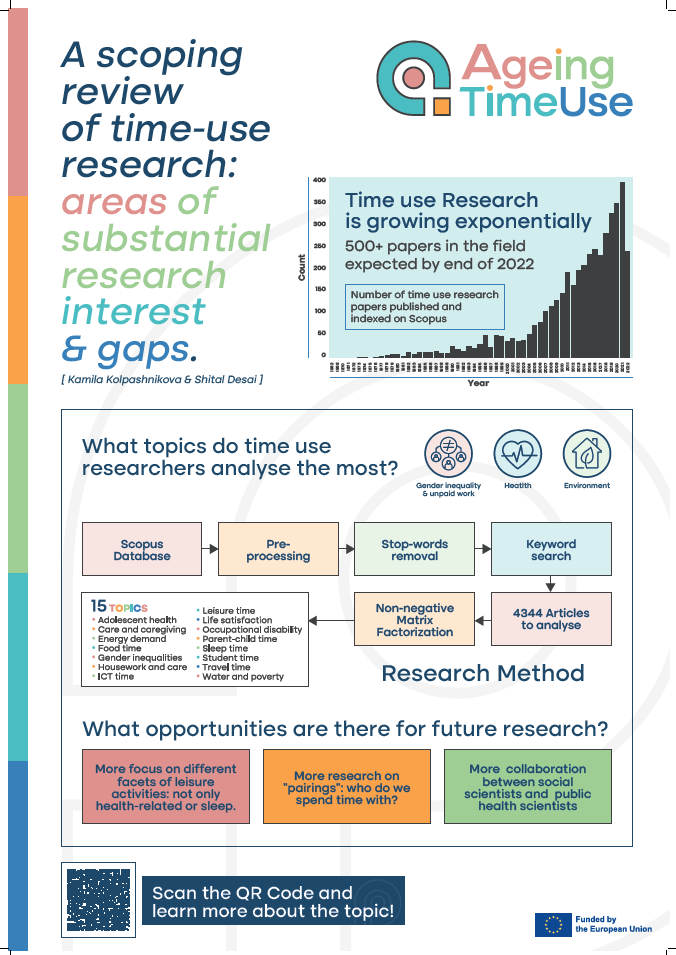 A scoping
review
of time-use
research:
areas of
substantial
research
interest
& gaps.
[ Kamila Kolpashnikova & Shital Desai ]
Ageing
TimeUse
400
350
300
250
200
150
100
50
0
Count
Time use Research
is growing exponentially
500+ papers in the field
expected by end of 2022
Number of time use research
papers published and
indexed on Scopus
Year
What topics do time use
researchers analyse the most?
Gender inequality
& unpaid work
Health
Environment
Scopus
Database
Pre-
processing
Stop-words
removal
Keyword
search
15 TOPICS
• Adolescent health
• Care and caregiving
• Energy demand
• Food time
• Gender inequalities
• Housework and care
• ICT time
• Leisure time
• Life satisfaction
• Occupational disability
• Parent-child time
• Sleep time
• Student time
• Travel time
• Women and poverty
Non-negative
Matrix
Factorization
4344 Articles
to analyse
Research Method
What opportunities are there for future research?
More focus on different
facets of leisure
activities: not only
health-related or sleep.
More research on
"pairings": who do we
spend time with?
More collaboration
between social
scientists and public
health scientists
Scan the QR Code and
learn more about the topic!
Funded by
the European Union